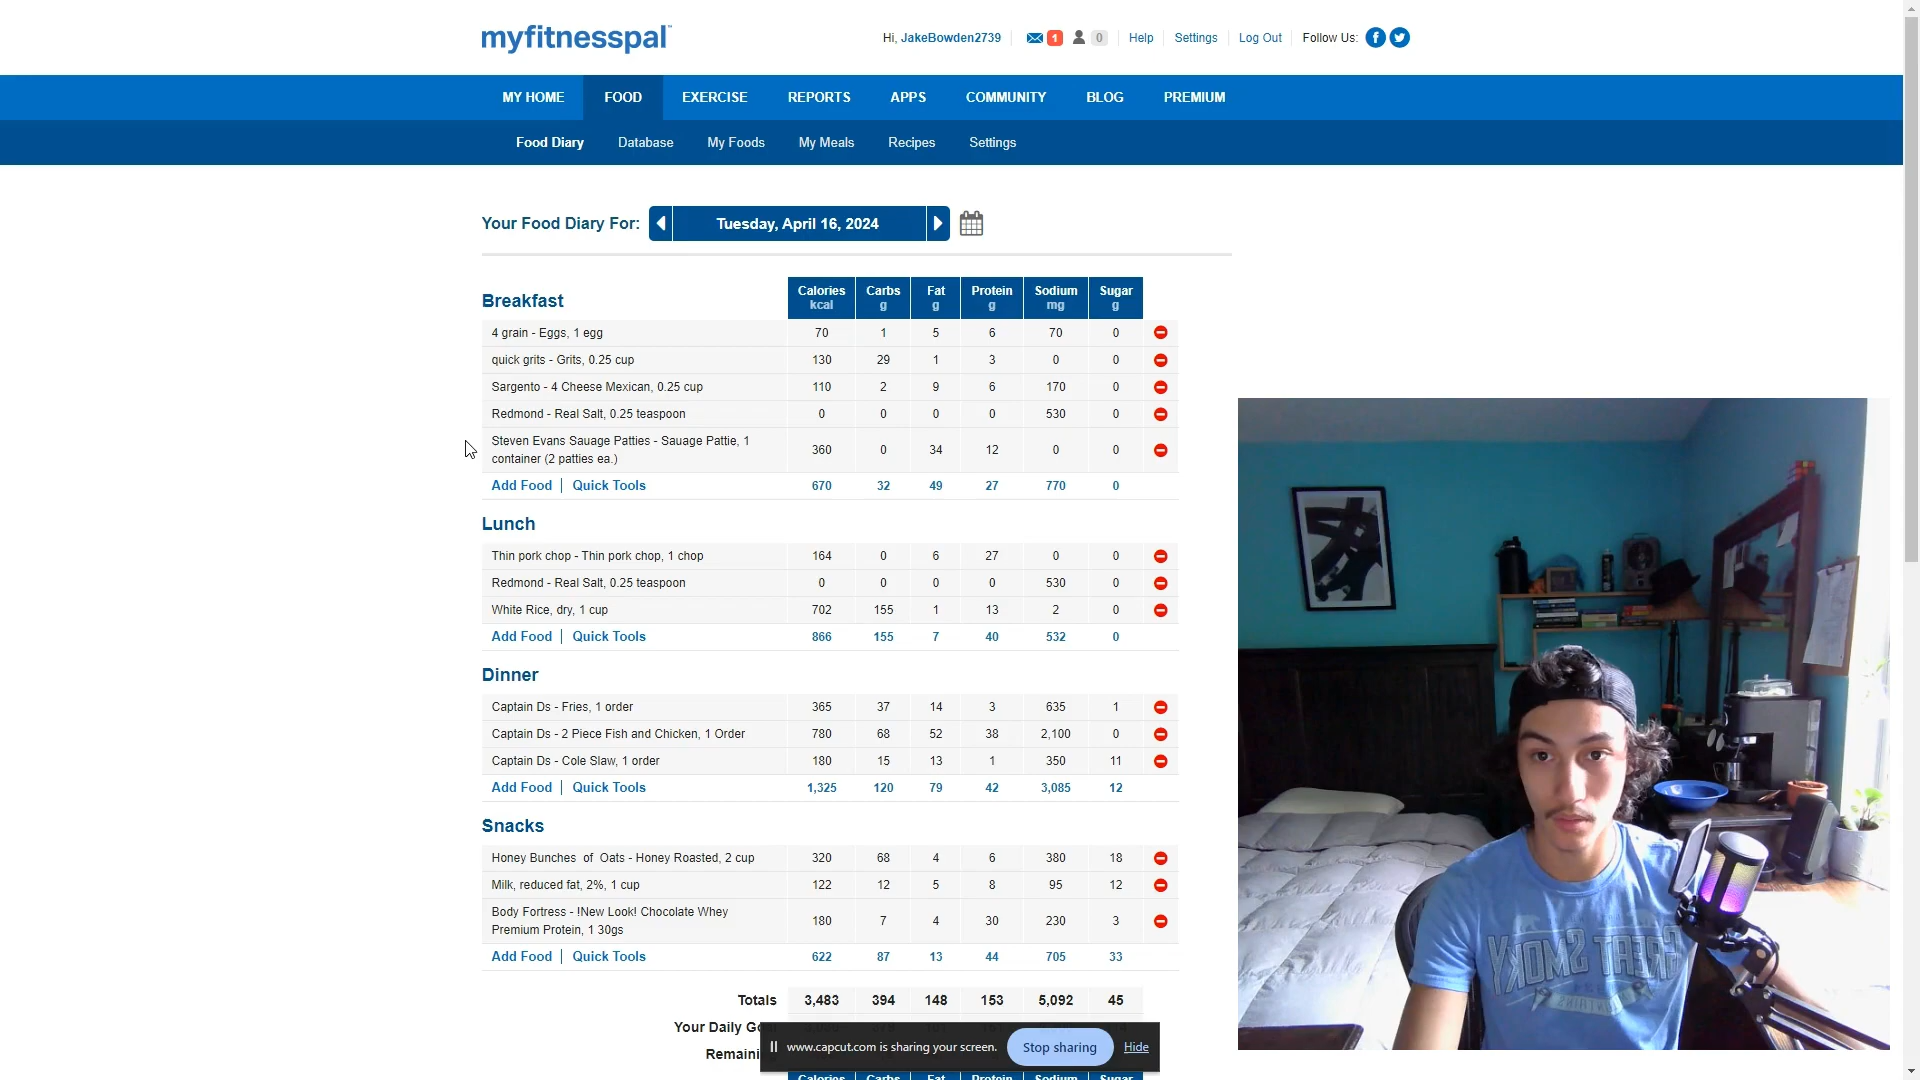 myfitnesspal
Hi, JakeBowden2739 1 0 Help Settings Log Out Follow Us:
MY HOME FOOD EXERCISE REPORTS APPS COMMUNITY BLOG PREMIUM
Food Diary Database My Foods My Meals Recipes Settings
Your Food Diary For: Tuesday, April 16, 2024
Breakfast Calories kcal Carbs g Fat g Protein g Sodium mg Sugar g
4 grain - Eggs, 1 egg 70 1 5 6 70 0
quick grits - Grits, 0.25 cup 130 29 1 3 0 0
Sargento - 4 Cheese Mexican, 0.25 cup 110 2 9 6 170 0
Redmond - Real Salt, 0.25 teaspoon 0 0 0 0 530 0
Steven Evans Sauage Patties - Sauage Pattie, 1
container (2 patties ea.) 360 0 34 12 0 0
Add Food | Quick Tools 670 32 49 27 770 0
Lunch
Thin pork chop - Thin pork chop, 1 chop 164 0 6 27 0 0
Redmond - Real Salt, 0.25 teaspoon 0 0 0 0 530 0
White Rice, dry, 1 cup 702 155 1 13 2 0
Add Food | Quick Tools 866 155 7 40 532 0
Dinner
Captain Ds - Fries, 1 order 365 37 14 3 635 1
Captain Ds - 2 Piece Fish and Chicken, 1 Order 780 68 52 38 2,100 0
Captain Ds - Cole Slaw, 1 order 180 15 13 1 350 11
Add Food | Quick Tools 1,325 120 79 42 3,085 12
Snacks
Honey Bunches of Oats - Honey Roasted, 2 cup 320 68 4 6 380 18
Milk, reduced fat, 2%, 1 cup 122 12 5 8 95 12
Body Fortress - !New Look! Chocolate Whey
Premium Protein, 1 30gs 180 7 4 30 230 3
Add Food | Quick Tools 622 87 13 44 705 33
Totals 3,483 394 148 153 5,092 45
Your Daily
www.capcut.com is sharing your screen. Stop sharing Hide
Calories Carbs Fat Protein Sodium Sugar
GREAT SMOKY